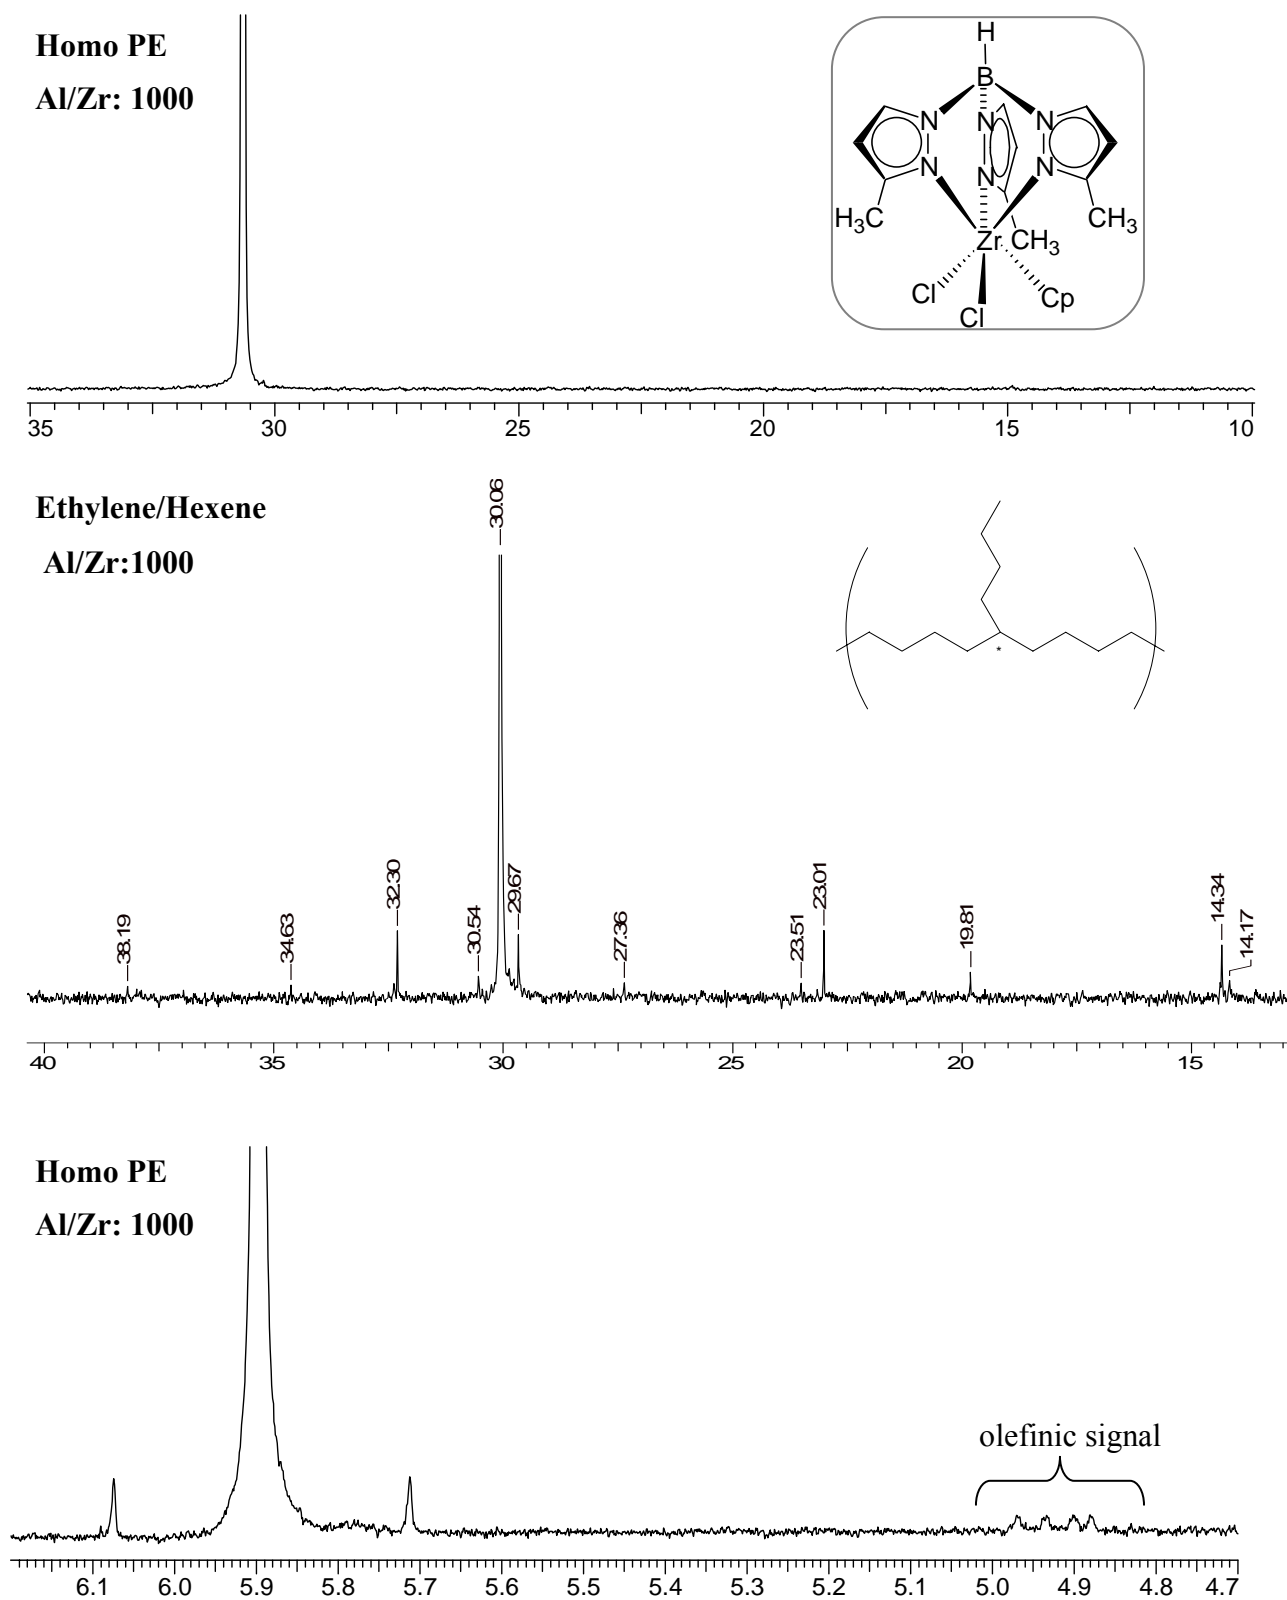 Homo PE
Al/Zr: 1000
H
B
N N N
N N N
H3C CH3
Zr CH3
Cl Cp
Cl
35 30 25 20 15 10
Ethylene/Hexene
Al/Zr:1000
30.06
38.19 34.63 32.30 30.54 29.67 27.36 23.51 23.01 19.81 14.34 14.17
*
40 35 30 25 20 15
Homo PE
Al/Zr: 1000
olefinic signal
6.1 6.0 5.9 5.8 5.7 5.6 5.5 5.4 5.3 5.2 5.1 5.0 4.9 4.8 4.7